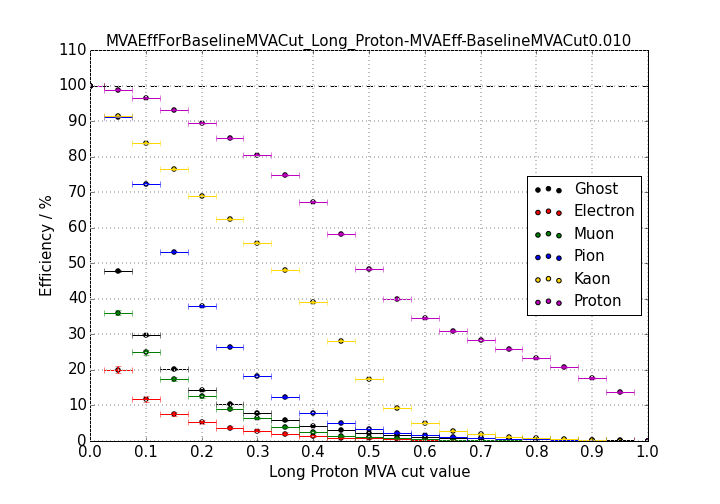 MVAEffForBaselineMVACut_Long_Proton-MVAEff-BaselineMVACut0.010
110
100
90
80
70
60
50
40
30
20
10
0
Efficiency / %
Ghost
Electron
Muon
Pion
Kaon
Proton
0.0 0.1 0.2 0.3 0.4 0.5 0.6 0.7 0.8 0.9 1.0
Long Proton MVA cut value